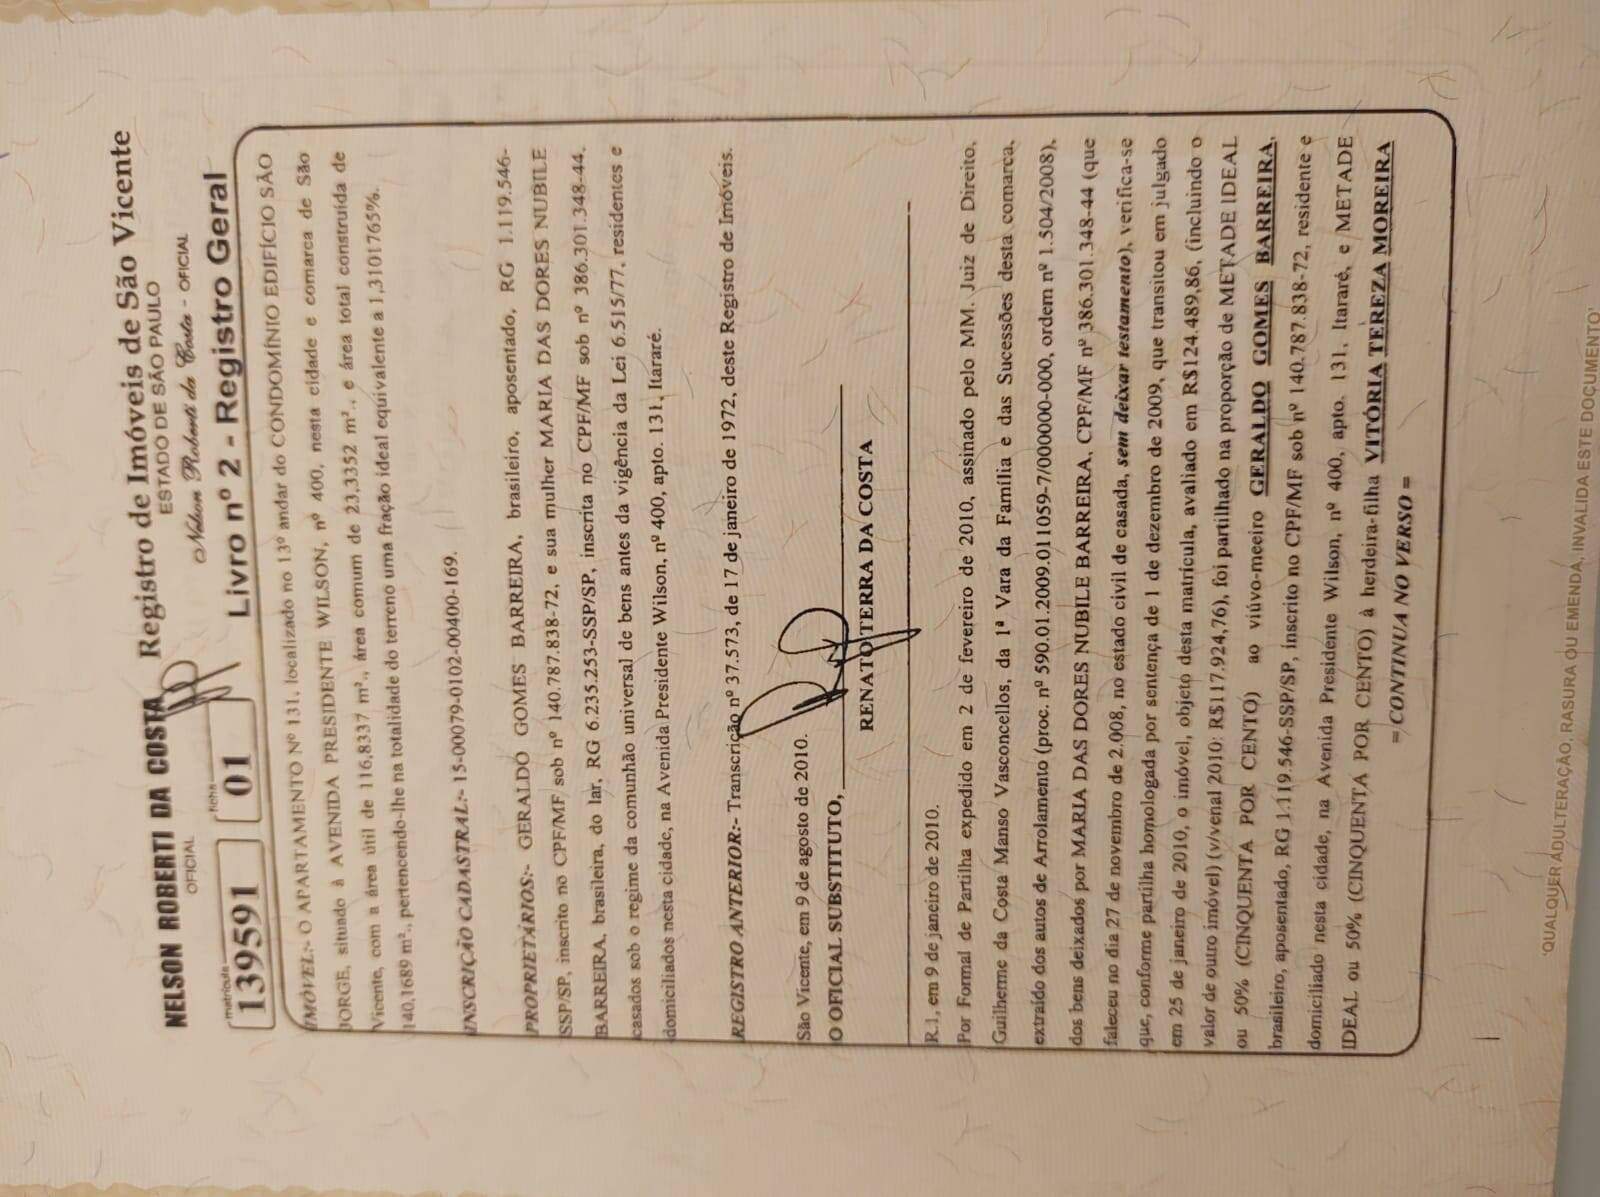 NELSON ROBERTI DA COSTA
OFICIAL
Registro de Imóveis de São Vicente
ESTADO DE SÃO PAULO
Nelson Roberti da Costa - OFICIAL
matrícula
139591
ficha
01
Livro nº 2 - Registro Geral
IMÓVEL:- O APARTAMENTO Nº 131, localizado no 13º andar do CONDOMÍNIO EDIFÍCIO SÃO
JORGE, situado à AVENIDA PRESIDENTE WILSON, nº 400, nesta cidade e comarca de São
Vicente, com a área útil de 116,8337 m²., área comum de 23,3352 m²., e área total construída de
140,1689 m²., pertencendo-lhe na totalidade do terreno uma fração ideal equivalente a 1,3101765%.
INSCRIÇÃO CADASTRAL:- 15-00079-0102-00400-169.
PROPRIETÁRIOS:- GERALDO GOMES BARREIRA, brasileiro, aposentado, RG 1.119.546-
SSP/SP, inscrito no CPF/MF sob nº 140.787.838-72, e sua mulher MARIA DAS DORES NUBILE
BARREIRA, brasileira, do lar, RG 6.235.253-SSP/SP, inscrita no CPF/MF sob nº 386.301.348-44,
casados sob o regime da comunhão universal de bens antes da vigência da Lei 6.515/77, residentes e
domiciliados nesta cidade, na Avenida Presidente Wilson, nº 400, apto. 131, Itararé.
REGISTRO ANTERIOR:- Transcrição nº 37.573, de 17 de janeiro de 1972, deste Registro de Imóveis.
São Vicente, em 9 de agosto de 2010.
O OFICIAL SUBSTITUTO,
RENATO TERRA DA COSTA
R.1, em 9 de janeiro de 2010.
Por Formal de Partilha expedido em 2 de fevereiro de 2010, assinado pelo MM. Juiz de Direito,
Guilherme da Costa Manso Vasconcellos, da 1ª Vara da Família e das Sucessões desta comarca,
extraído dos autos de Arrolamento (proc. nº 590.01.2009.011059-7/000000-000, ordem nº 1.504/2008),
dos bens deixados por MARIA DAS DORES NUBILE BARREIRA, CPF/MF nº 386.301.348-44 (que
faleceu no dia 27 de novembro de 2.008, no estado civil de casada, sem deixar testamento), verifica-se
que, conforme partilha homologada por sentença de 1 de dezembro de 2009, que transitou em julgado
em 25 de janeiro de 2010, o imóvel, objeto desta matrícula, avaliado em R$124.489,86, (incluindo o
valor de outro imóvel) (v/venal 2010: R$117.924,76), foi partilhado na proporção de METADE IDEAL
ou 50% (CINQUENTA POR CENTO) ao viúvo-meeiro GERALDO GOMES BARREIRA,
brasileiro, aposentado, RG 1.119.546-SSP/SP, inscrito no CPF/MF sob nº 140.787.838-72, residente e
domiciliado nesta cidade, na Avenida Presidente Wilson, nº 400, apto. 131, Itararé, e METADE
IDEAL ou 50% (CINQUENTA POR CENTO) à herdeira-filha VITÓRIA TEREZA MOREIRA
= CONTINUA NO VERSO =
'QUALQUER ADULTERAÇÃO, RASURA OU EMENDA, INVALIDA ESTE DOCUMENTO'